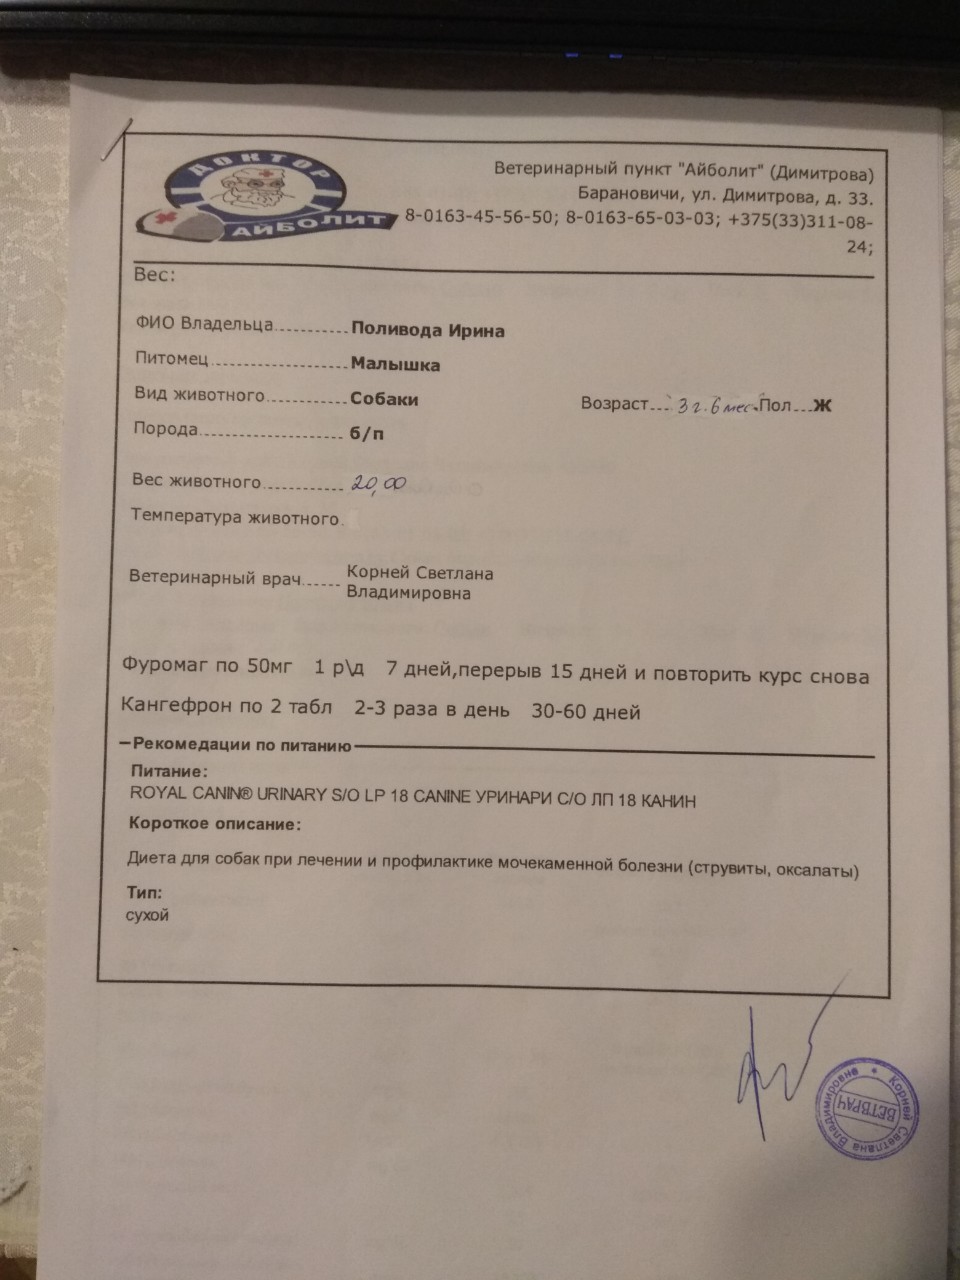 ДОКТОР
АЙБОЛИТ
Ветеринарный пункт "Айболит" (Димитрова)
Барановичи, ул. Димитрова, д. 33.
8-0163-45-56-50; 8-0163-65-03-03; +375(33)311-08-
24;
Вес:
ФИО Владельца..............Поливода Ирина
Питомец.........................Малышка
Вид животного...............Собаки
Возраст.... 3 г. 6 мес. Пол....Ж
Порода...........................б/п
Вес животного............... 20,00
Температура животного.
Ветеринарный врач...... Корней Светлана
Владимировна
Фуромаг по 50мг 1 р\д 7 дней,перерыв 15 дней и повторить курс снова
Кангефрон по 2 табл 2-3 раза в день 30-60 дней
Рекомедации по питанию
Питание:
ROYAL CANIN® URINARY S/O LP 18 CANINE УРИНАРИ С/О ЛП 18 КАНИН
Короткое описание:
Диета для собак при лечении и профилактике мочекаменной болезни (струвиты, оксалаты)
Тип:
сухой
Корней Светлана Владимировна
ВЕТВРАЧ